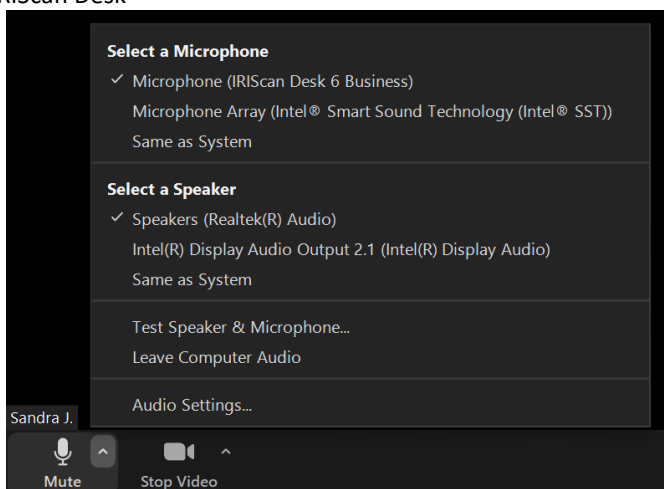 RIScan Desk
Select a Microphone
✓ Microphone (IRIScan Desk 6 Business)
Microphone Array (Intel® Smart Sound Technology (Intel® SST))
Same as System
Select a Speaker
✓ Speakers (Realtek(R) Audio)
Intel(R) Display Audio Output 2.1 (Intel(R) Display Audio)
Same as System
Test Speaker & Microphone...
Leave Computer Audio
Audio Settings...
Sandra J.
Mute
Stop Video